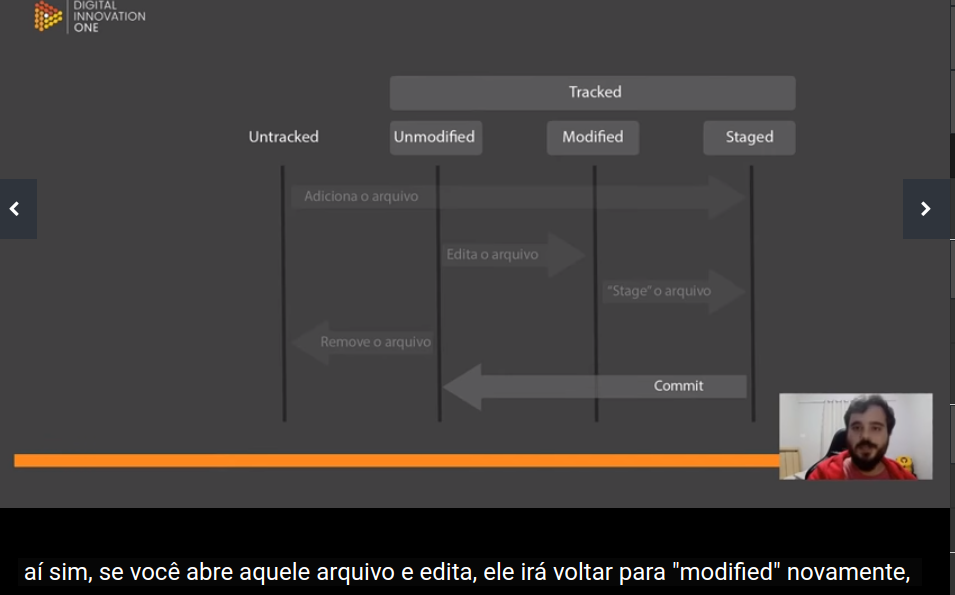 DIGITAL
INNOVATION
ONE
Tracked
Untracked
Unmodified
Modified
Staged
Adiciona o arquivo
Edita o arquivo
"Stage" o arquivo
Remove o arquivo
Commit
aí sim, se você abre aquele arquivo e edita, ele irá voltar para "modified" novamente,